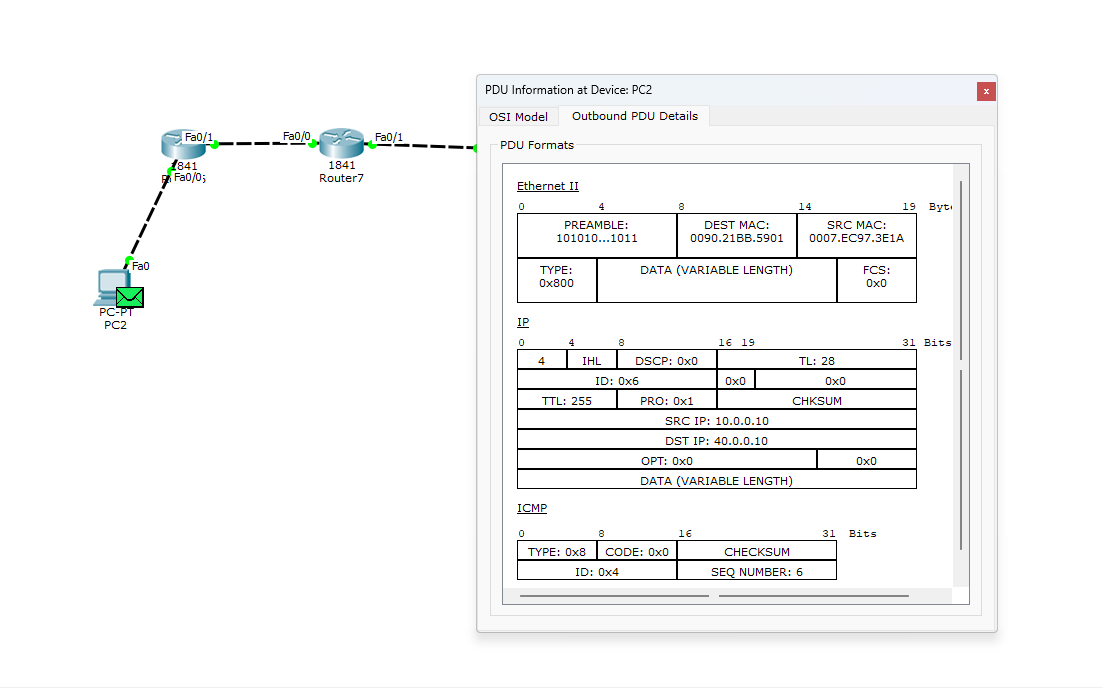 PDU Information at Device: PC2
x
OSI Model Outbound PDU Details
PDU Formats
Ethernet II
0 4 8 14 19
PREAMBLE: DEST MAC: SRC MAC:
101010...1011 0090.21BB.5901 0007.EC97.3E1A
TYPE: DATA (VARIABLE LENGTH) FCS:
0x800 0x0
IP
0 4 8 16 19 31 Bits
4 IHL DSCP: 0x0 TL: 28
ID: 0x6 0x0 0x0
TTL: 255 PRO: 0x1 CHKSUM
SRC IP: 10.0.0.10
DST IP: 40.0.0.10
OPT: 0x0 0x0
DATA (VARIABLE LENGTH)
ICMP
0 8 16 31 Bits
TYPE: 0x8 CODE: 0x0 CHECKSUM
ID: 0x4 SEQ NUMBER: 6
Fa0/1 Fa0/0 Fa0/1
1841 1841
Router7
Fa0/0
Fa0
PC-PT
PC2